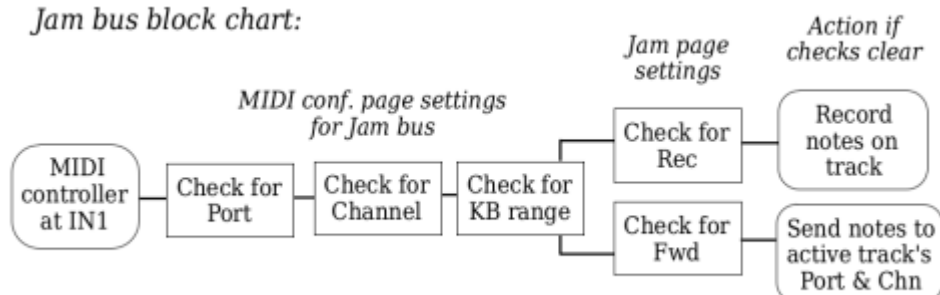 Jam bus block chart:
MIDI conf. page settings
for Jam bus
Jam page
settings
Action if
checks clear
MIDI
controller
at IN1
Check for
Port
Check for
Channel
Check for
KB range
Check for
Rec
Record
notes on
track
Check for
Fwd
Send notes to
active track's
Port & Chn